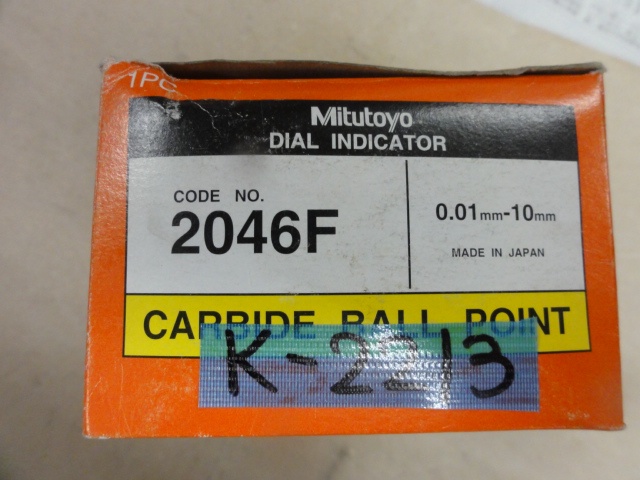 1PC
Mitutoyo
DIAL INDICATOR
CODE NO.
2046F
0.01mm-10mm
MADE IN JAPAN
CARBIDE BALL POINT
K-2213